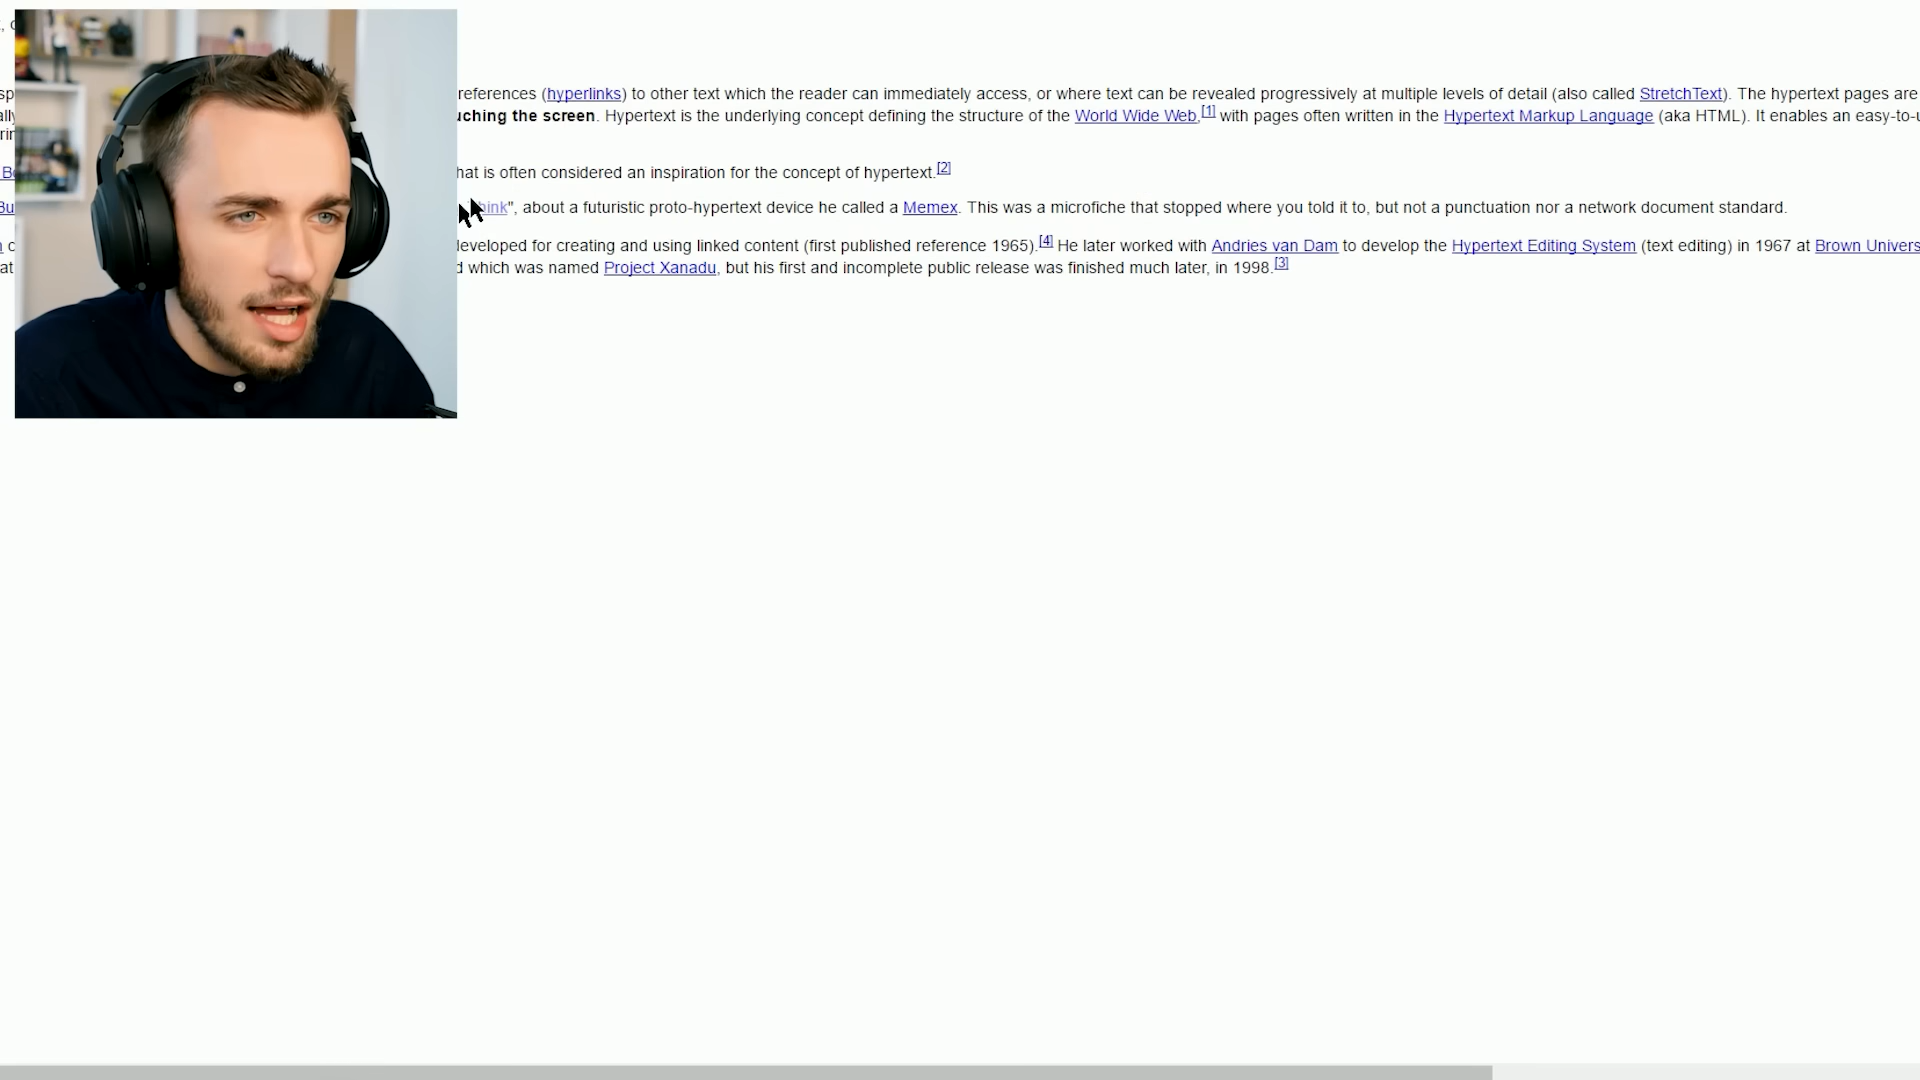 sp references (hyperlinks) to other text which the reader can immediately access, or where text can be revealed progressively at multiple levels of detail (also called StretchText). The hypertext pages are
ally uching the screen. Hypertext is the underlying concept defining the structure of the World Wide Web,[1] with pages often written in the Hypertext Markup Language (aka HTML). It enables an easy-to-u
hat is often considered an inspiration for the concept of hypertext.[2]
Bu hink", about a futuristic proto-hypertext device he called a Memex. This was a microfiche that stopped where you told it to, but not a punctuation nor a network document standard.
developed for creating and using linked content (first published reference 1965).[4] He later worked with Andries van Dam to develop the Hypertext Editing System (text editing) in 1967 at Brown Univers
at d which was named Project Xanadu, but his first and incomplete public release was finished much later, in 1998.[3]